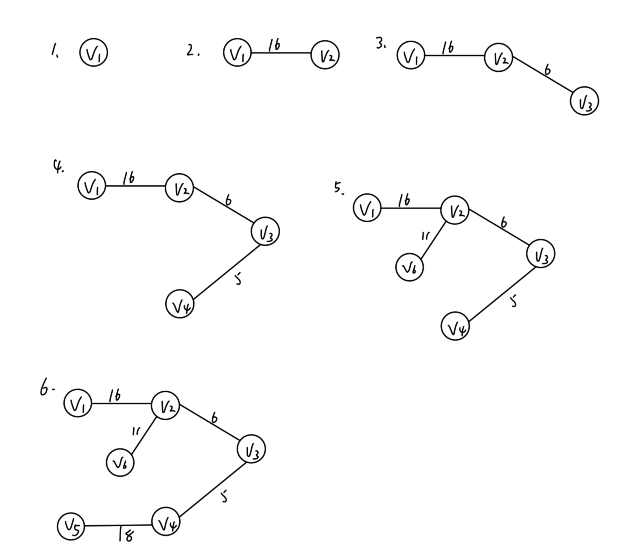 1. V1
2. V1 16 V2
3. V1 16 V2 6 V3
4. V1 16 V2 6 V3 5 V4
5. V1 16 V2 6 V3 11 V6 5 V4
6. V1 16 V2 6 V3 11 V6 5 V5 18 V4